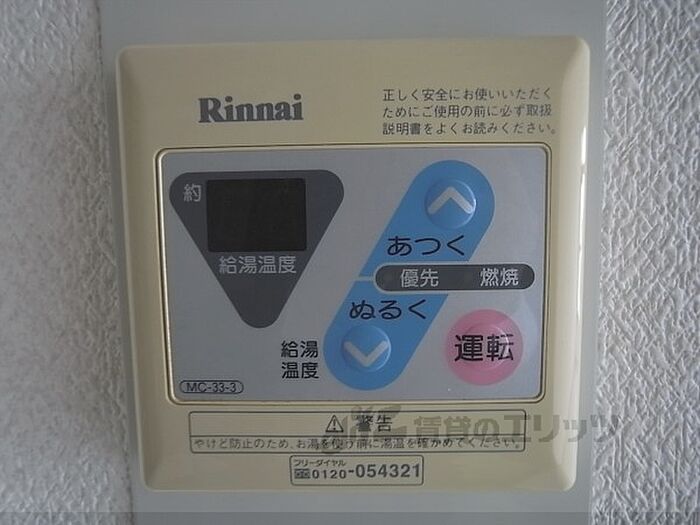 Rinnai
正しく安全にお使いいただく
ためにご使用の前に必ず取扱
説明書をよくお読みください。
約
給湯温度
あつく
優先 燃焼
ぬるく
給湯
温度
運転
MC-33-3
⚠警告
やけど防止のため、お湯を使う前に湯温を確かめてください。
フリーダイヤル
0120-054321
賃貸のエリッツ